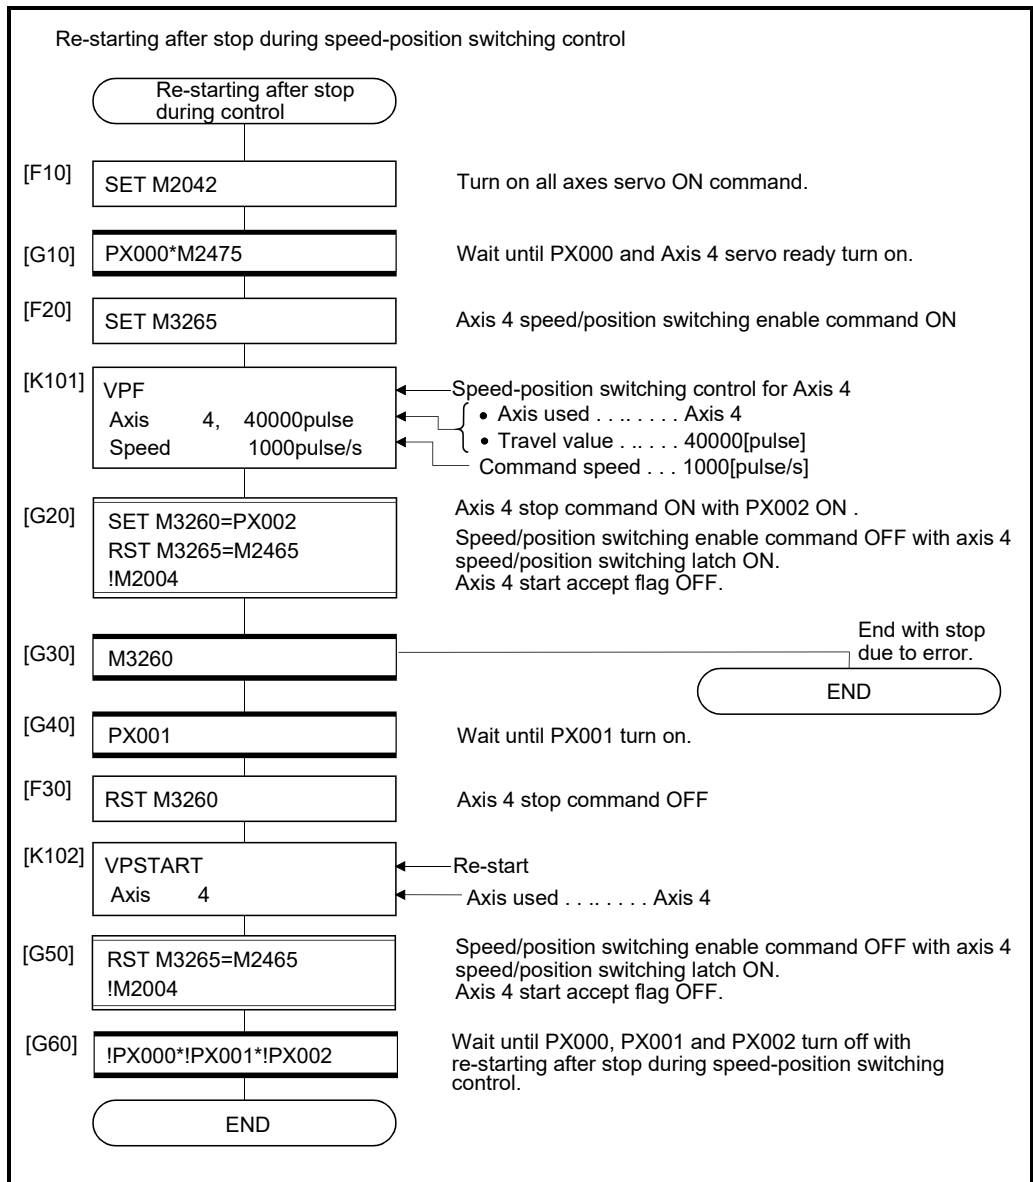 Re-starting after stop during speed-position switching control
Re-starting after stop
during control
[F10]
SET M2042
Turn on all axes servo ON command.
[G10]
PX000*M2475
Wait until PX000 and Axis 4 servo ready turn on.
[F20]
SET M3265
Axis 4 speed/position switching enable command ON
[K101]
VPF
Axis 4, 40000pulse
Speed 1000pulse/s
Speed-position switching control for Axis 4
• Axis used . . .. . . . . Axis 4
• Travel value . .. . . . 40000[pulse]
Command speed . . . 1000[pulse/s]
[G20]
SET M3260=PX002
RST M3265=M2465
!M2004
Axis 4 stop command ON with PX002 ON .
Speed/position switching enable command OFF with axis 4
speed/position switching latch ON.
Axis 4 start accept flag OFF.
[G30]
M3260
End with stop
due to error.
END
[G40]
PX001
Wait until PX001 turn on.
[F30]
RST M3260
Axis 4 stop command OFF
[K102]
VPSTART
Axis 4
Re-start
Axis used . . .. . . . . Axis 4
[G50]
RST M3265=M2465
!M2004
Speed/position switching enable command OFF with axis 4
speed/position switching latch ON.
Axis 4 start accept flag OFF.
[G60]
!PX000*!PX001*!PX002
Wait until PX000, PX001 and PX002 turn off with
re-starting after stop during speed-position switching
control.
END